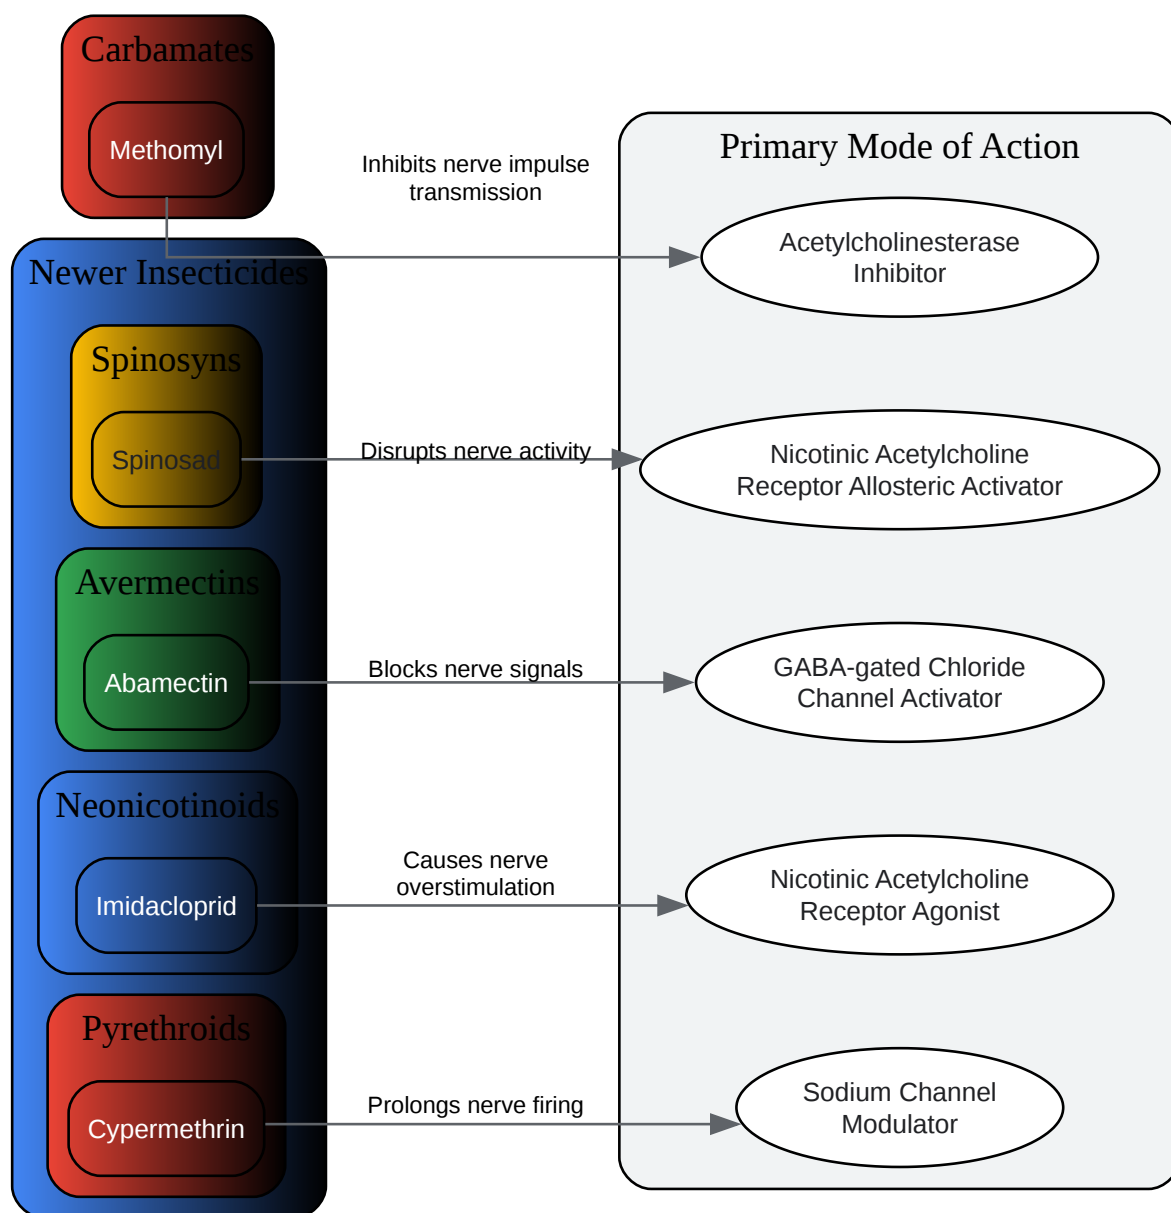 Carbamates
Methomyl
Inhibits nerve impulse
transmission
Primary Mode of Action
Acetylcholinesterase
Inhibitor
Newer Insecticides
Spinosyns
Spinosad
Disrupts nerve activity
Nicotinic Acetylcholine
Receptor Allosteric Activator
Avermectins
Abamectin
Blocks nerve signals
GABA-gated Chloride
Channel Activator
Neonicotinoids
Imidacloprid
Causes nerve
overstimulation
Nicotinic Acetylcholine
Receptor Agonist
Pyrethroids
Cypermethrin
Prolongs nerve firing
Sodium Channel
Modulator